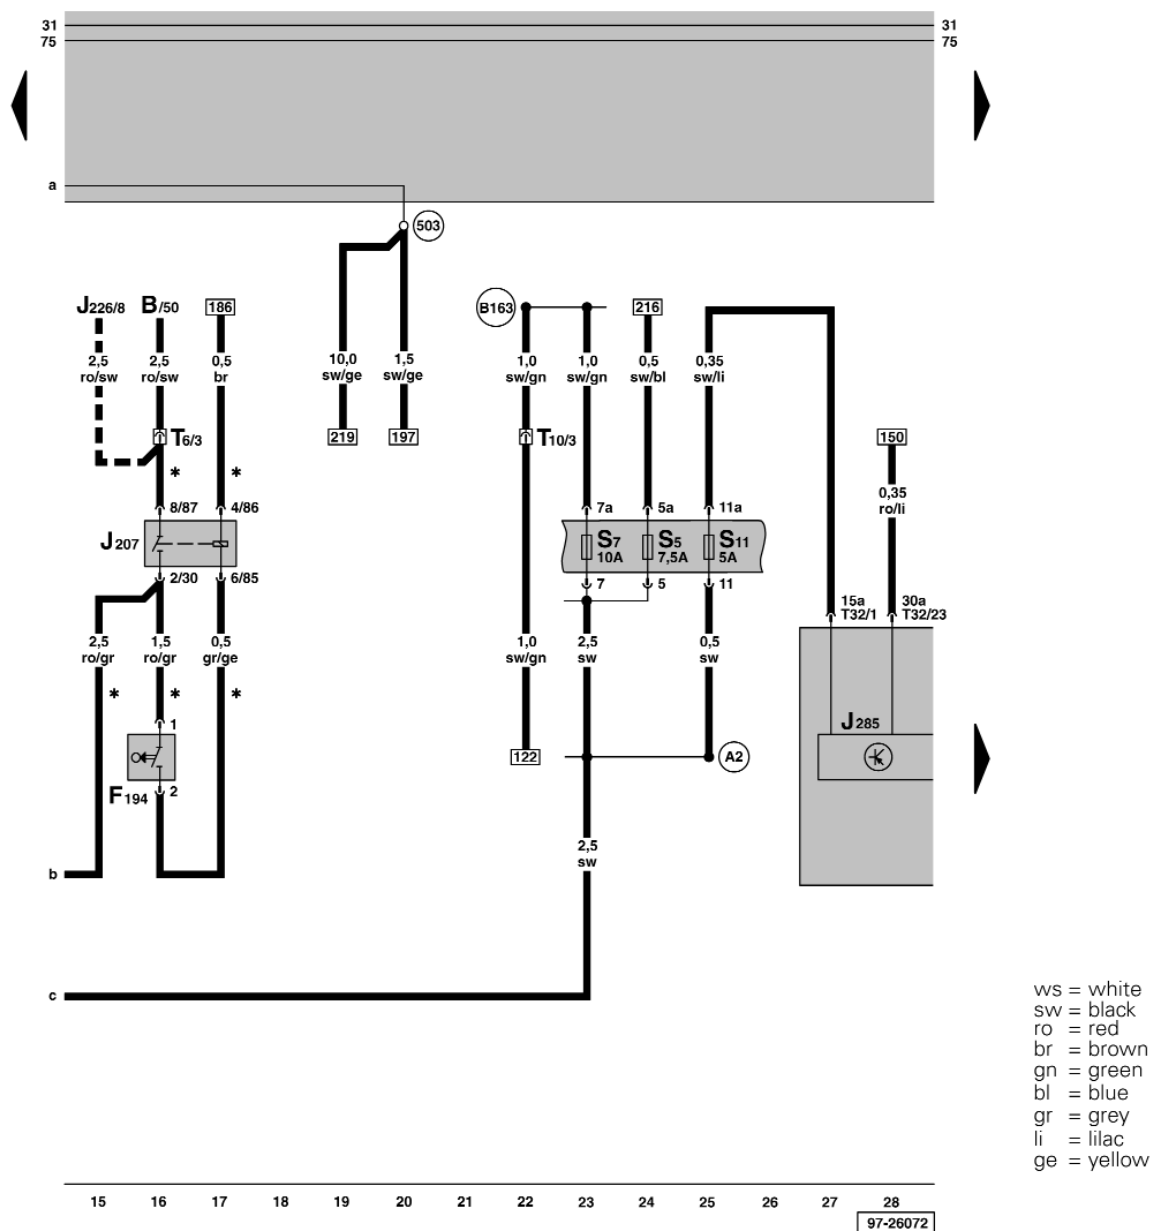 31 31
75 75
a
503
J226/8 B/50 186 B163 216
2,5 2,5 0,5 10,0 1,5 1,0 1,0 0,5 0,35
ro/sw ro/sw br sw/ge sw/ge sw/gn sw/gn sw/bl sw/li
T6/3 219 197 T10/3 150
* *
0,35
ro/li
8/87 4/86 7a 5a 11a
J207 S7 S5 S11
10A 7,5A 5A
2/30 6/85 7 5 11
15a 30a
T32/1 T32/23
2,5 1,5 0,5 1,0 2,5 0,5
ro/gr ro/gr gr/ge sw/gn sw sw
* * *
1 J285
122 A2
F194 2
2,5
sw
b
c
ws = white
sw = black
ro = red
br = brown
gn = green
bl = blue
gr = grey
li = lilac
ge = yellow
15 16 17 18 19 20 21 22 23 24 25 26 27 28
97-26072